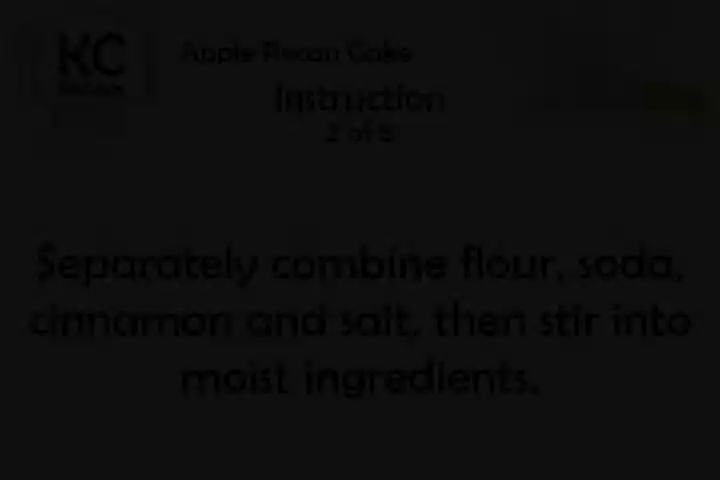 KC
Apple Pecan Cake
Instruction
2 of 5
Separately combine flour, soda,
cinnamon and salt, then stir into
moist ingredients.